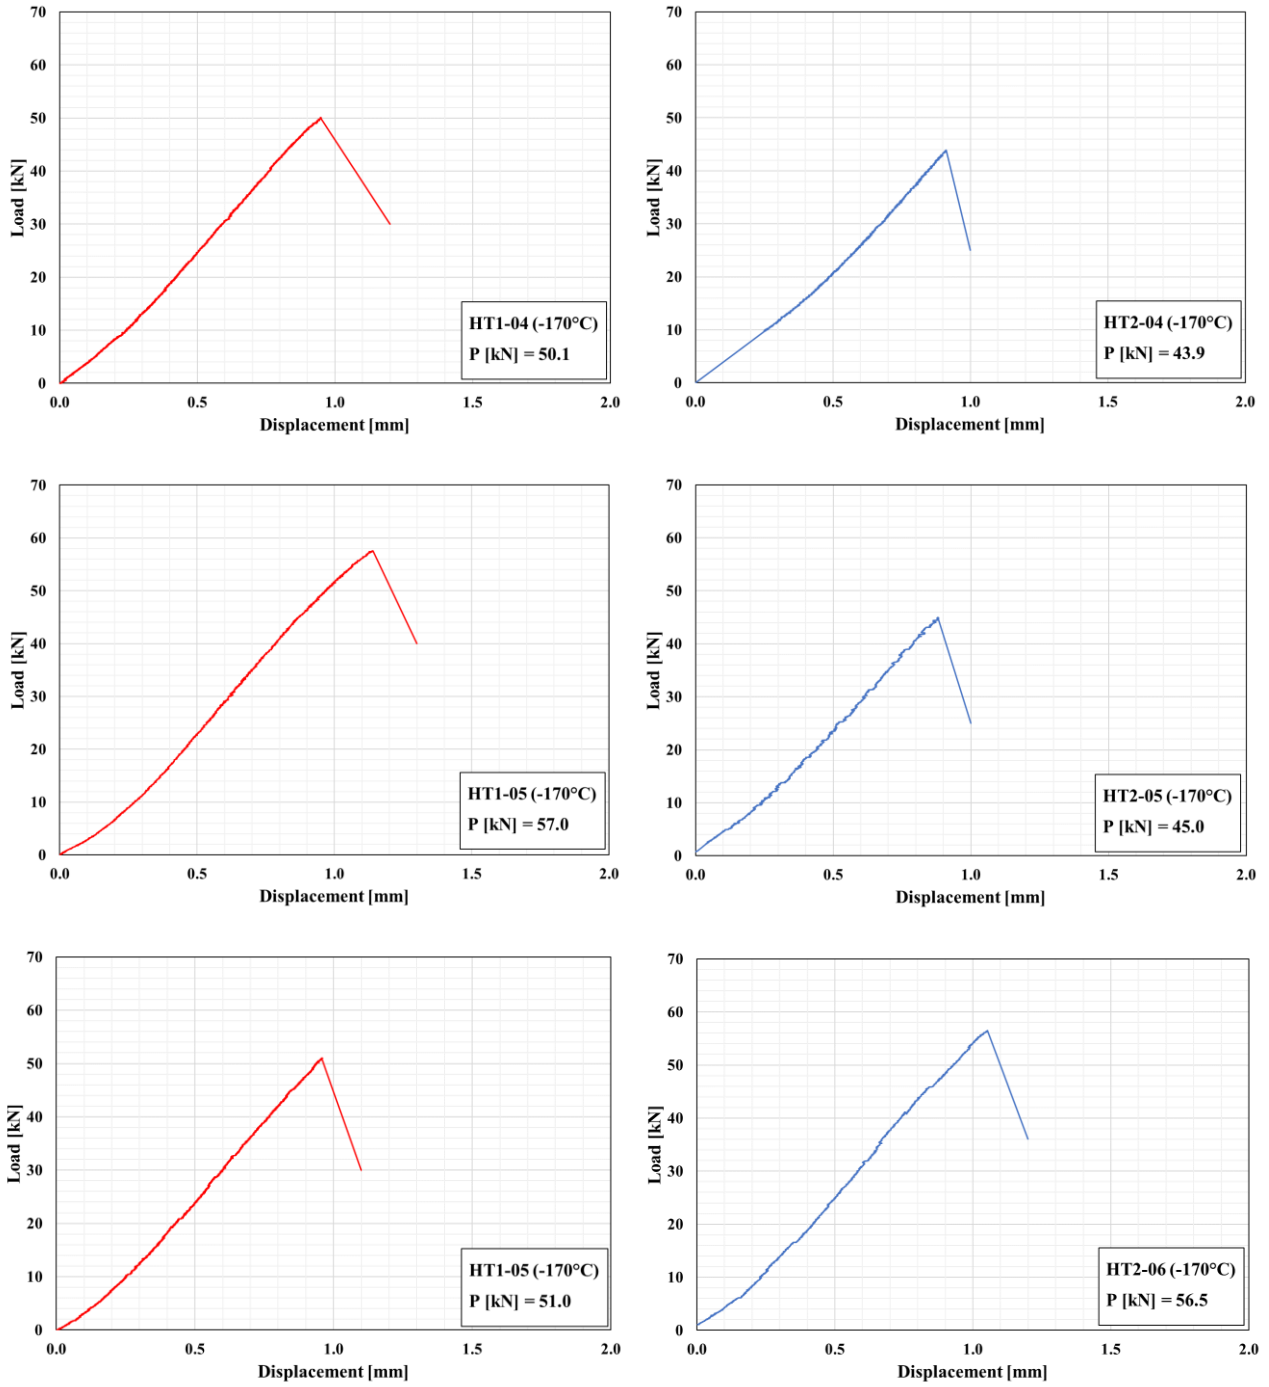 70
60
50
40
30
20
10
0
Load [kN]
0.0 0.5 1.0 1.5 2.0
Displacement [mm]
HT1-04 (-170°C)
P [kN] = 50.1
70
60
50
40
30
20
10
0
Load [kN]
0.0 0.5 1.0 1.5 2.0
Displacement [mm]
HT2-04 (-170°C)
P [kN] = 43.9
70
60
50
40
30
20
10
0
Load [kN]
0.0 0.5 1.0 1.5 2.0
Displacement [mm]
HT1-05 (-170°C)
P [kN] = 57.0
70
60
50
40
30
20
10
0
Load [kN]
0.0 0.5 1.0 1.5 2.0
Displacement [mm]
HT2-05 (-170°C)
P [kN] = 45.0
70
60
50
40
30
20
10
0
Load [kN]
0.0 0.5 1.0 1.5 2.0
Displacement [mm]
HT1-05 (-170°C)
P [kN] = 51.0
70
60
50
40
30
20
10
0
Load [kN]
0.0 0.5 1.0 1.5 2.0
Displacement [mm]
HT2-06 (-170°C)
P [kN] = 56.5